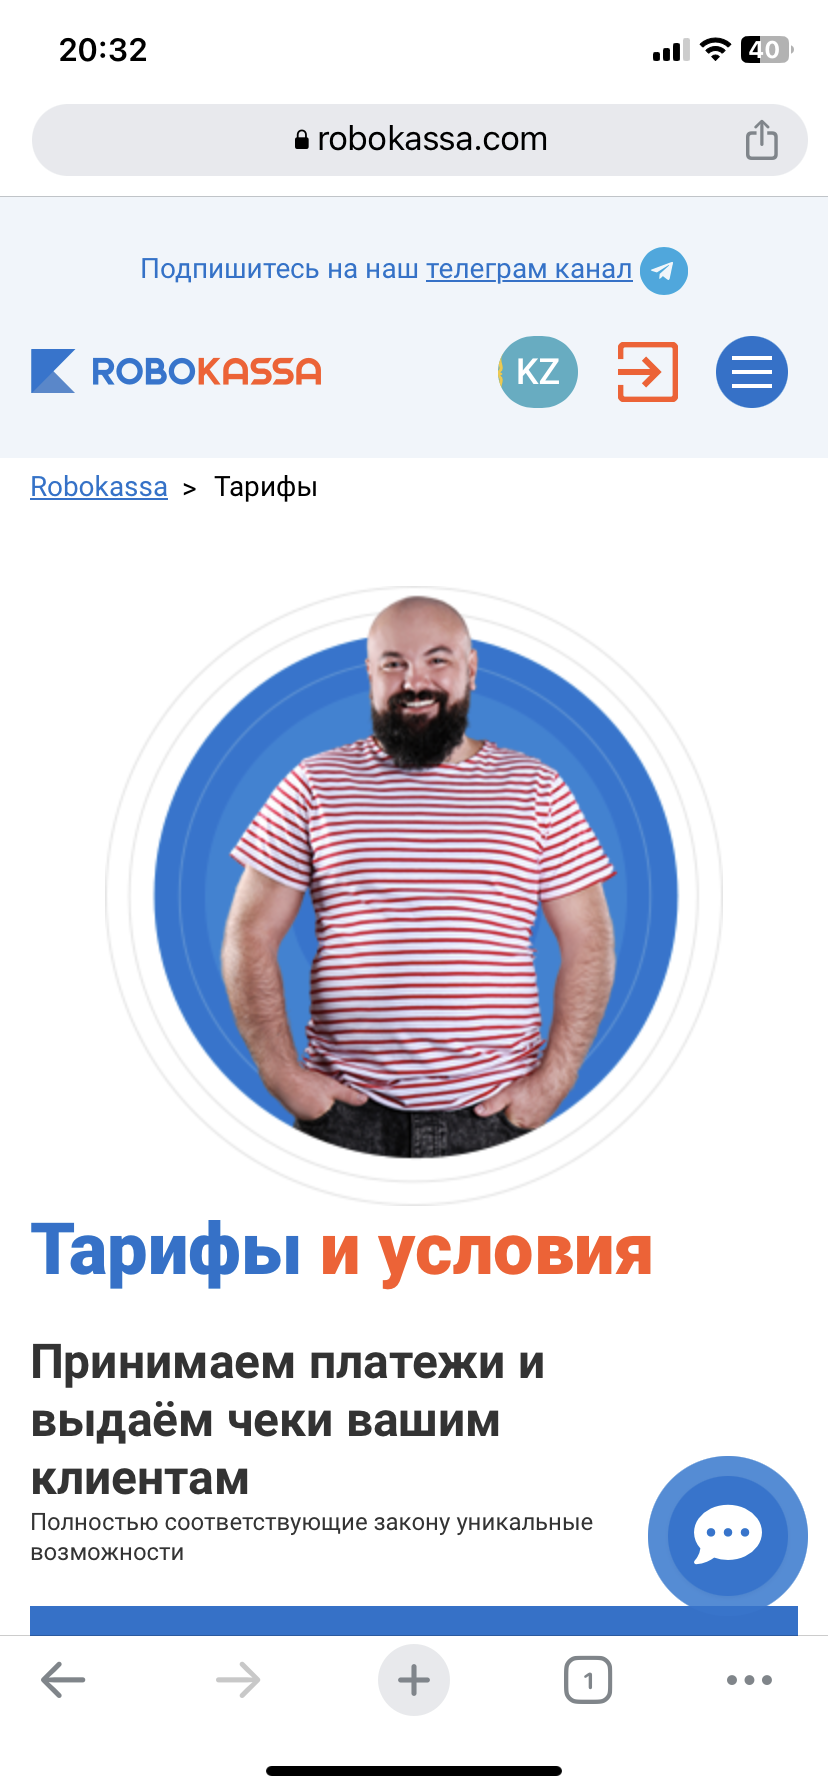 20:32
40
robokassa.com
Подпишитесь на наш телеграм канал
ROBOKASSA
KZ
Robokassa > Тарифы
Тарифы и условия
Принимаем платежи и
выдаём чеки вашим
клиентам
Полностью соответствующие закону уникальные
возможности
1